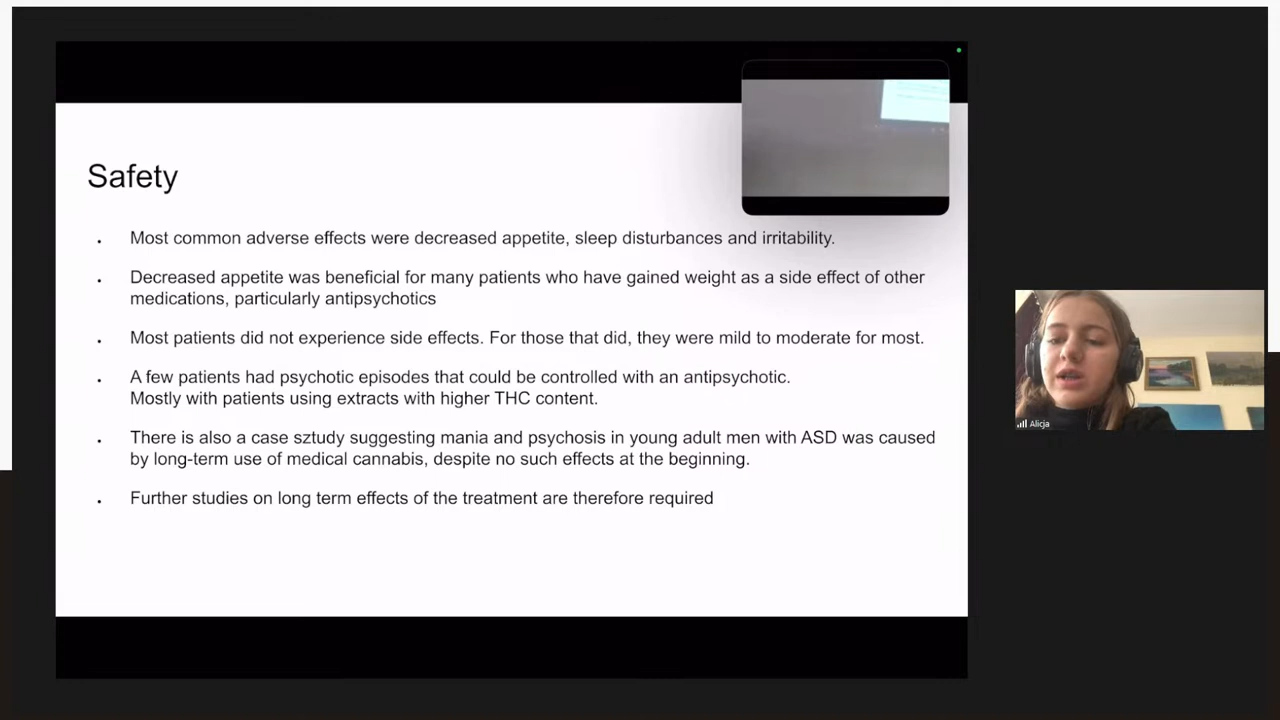 Safety
• Most common adverse effects were decreased appetite, sleep disturbances and irritability.
• Decreased appetite was beneficial for many patients who have gained weight as a side effect of other
medications, particularly antipsychotics
• Most patients did not experience side effects. For those that did, they were mild to moderate for most.
• A few patients had psychotic episodes that could be controlled with an antipsychotic.
Mostly with patients using extracts with higher THC content.
• There is also a case sztudy suggesting mania and psychosis in young adult men with ASD was caused
by long-term use of medical cannabis, despite no such effects at the beginning.
• Further studies on long term effects of the treatment are therefore required
Alicja